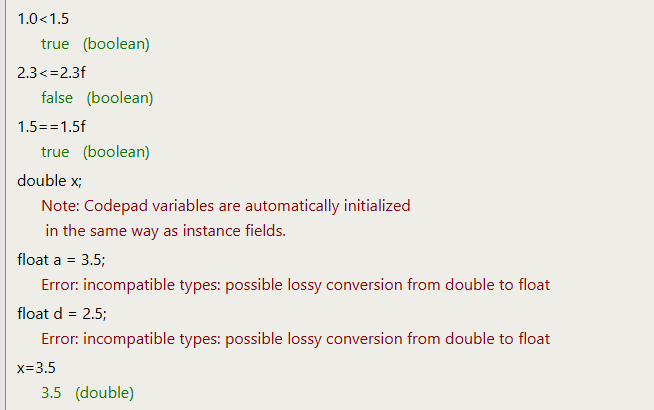 1.0<1.5
true (boolean)
2.3<=2.3f
false (boolean)
1.5==1.5f
true (boolean)
double x;
Note: Codepad variables are automatically initialized
in the same way as instance fields.
float a = 3.5;
Error: incompatible types: possible lossy conversion from double to float
float d = 2.5;
Error: incompatible types: possible lossy conversion from double to float
x=3.5
3.5 (double)